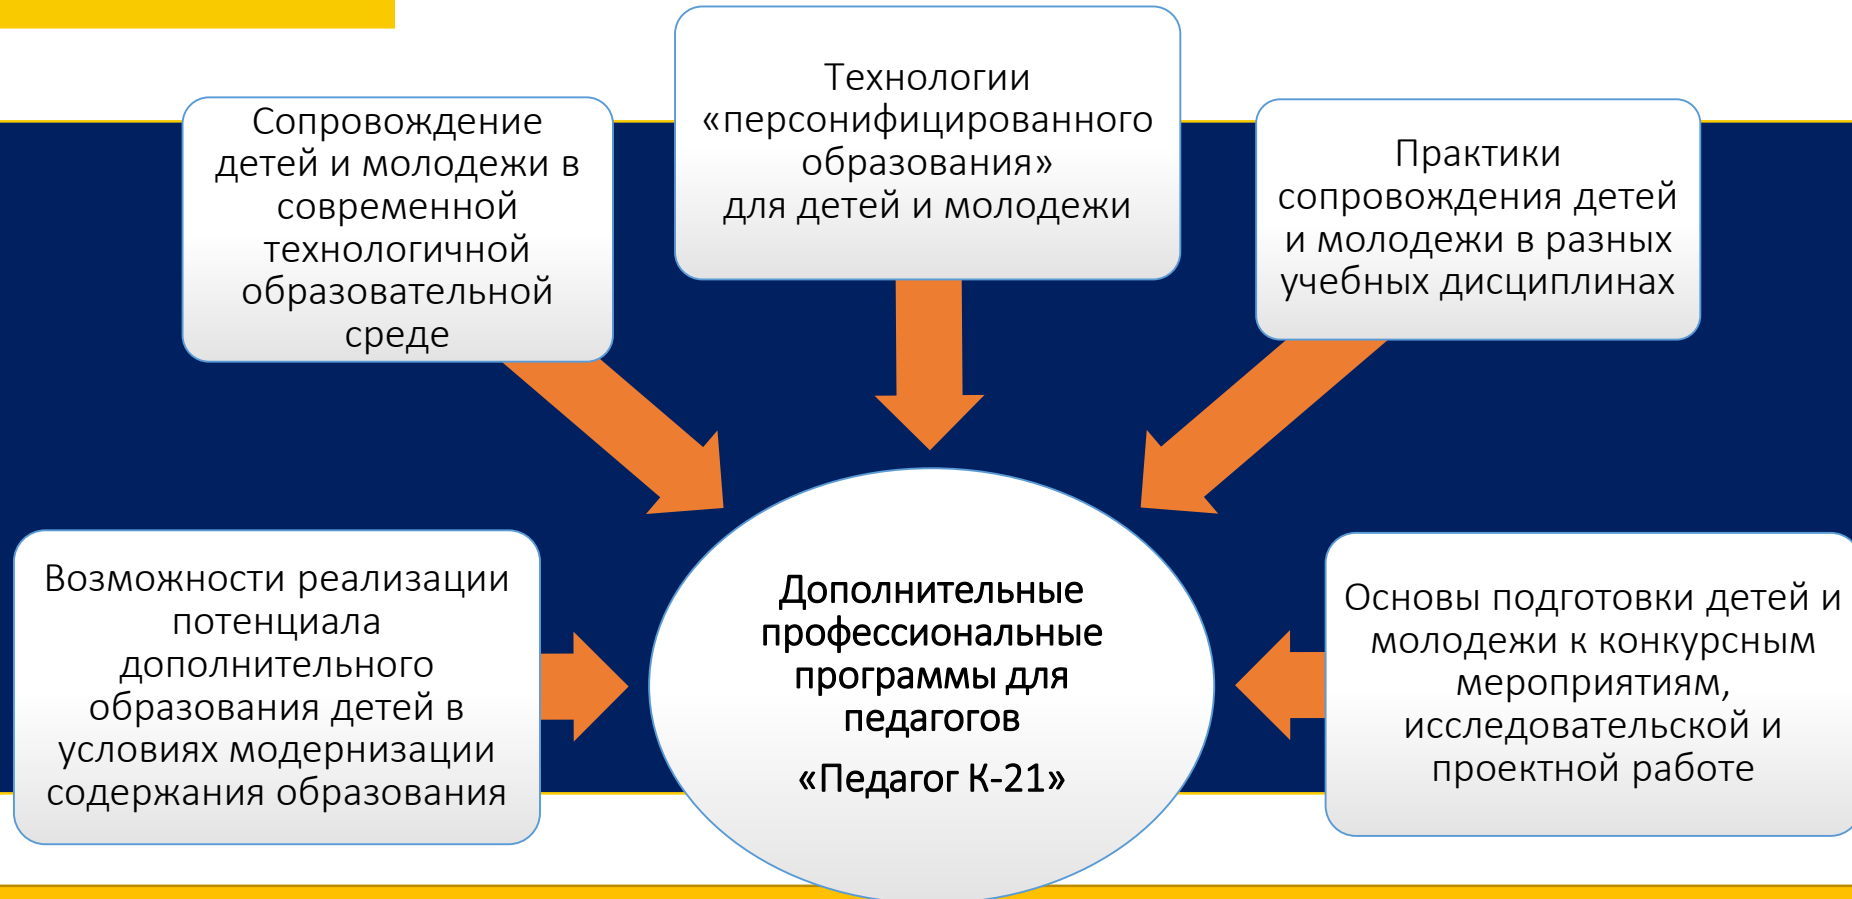 Технологии
«персонифицированного
образования»
для детей и молодежи
Сопровождение
детей и молодежи в
современной
технологичной
образовательной
среде
Практики
сопровождения детей
и молодежи в разных
учебных дисциплинах
Возможности реализации
потенциала
дополнительного
образования детей в
условиях модернизации
содержания образования
Дополнительные
профессиональные
программы для
педагогов
«Педагог К-21»
Основы подготовки детей и
молодежи к конкурсным
мероприятиям,
исследовательской и
проектной работе